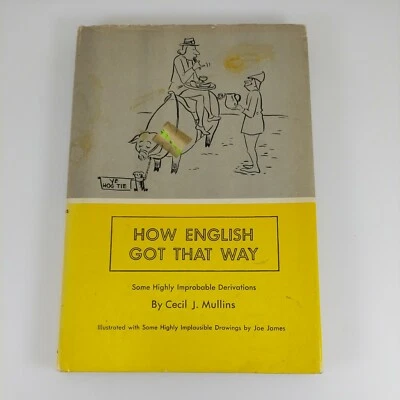 YE
HOG TIE
HOW ENGLISH
GOT THAT WAY
Some Highly Improbable Derivations
By Cecil J. Mullins
Illustrated with Some Highly Implausible Drawings by Joe James